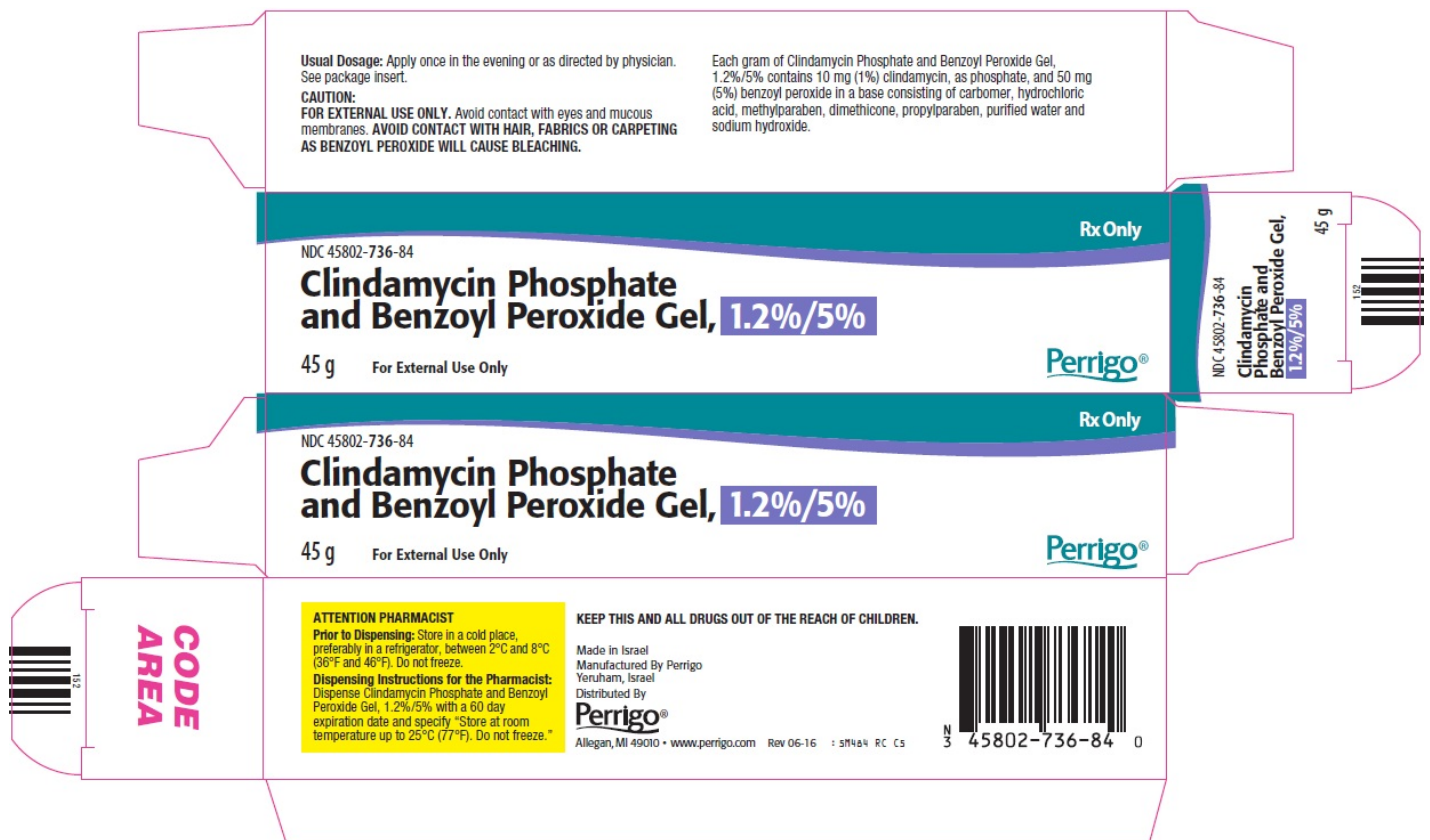 Usual Dosage: Apply once in the evening or as directed by physician.
See package insert.
CAUTION:
FOR EXTERNAL USE ONLY. Avoid contact with eyes and mucous
membranes. AVOID CONTACT WITH HAIR, FABRICS OR CARPETING
AS BENZOYL PEROXIDE WILL CAUSE BLEACHING.
Each gram of Clindamycin Phosphate and Benzoyl Peroxide Gel,
1.2%/5% contains 10 mg (1%) clindamycin, as phosphate, and 50 mg
(5%) benzoyl peroxide in a base consisting of carbomer, hydrochloric
acid, methylparaben, dimethicone, propylparaben, purified water and
sodium hydroxide.
Rx Only
NDC 45802-736-84
Clindamycin Phosphate
and Benzoyl Peroxide Gel, 1.2%/5%
45 g For External Use Only
Perrigo®
NDC 45802-736-84
Clindamycin
Phosphate and
Benzoyl Peroxide Gel,
1.2%/5%
45 g
152
Rx Only
NDC 45802-736-84
Clindamycin Phosphate
and Benzoyl Peroxide Gel, 1.2%/5%
45 g For External Use Only
Perrigo®
152
CODE
AREA
ATTENTION PHARMACIST
Prior to Dispensing: Store in a cold place,
preferably in a refrigerator, between 2°C and 8°C
(36°F and 46°F). Do not freeze.
Dispensing Instructions for the Pharmacist:
Dispense Clindamycin Phosphate and Benzoyl
Peroxide Gel, 1.2%/5% with a 60 day
expiration date and specify “Store at room
temperature up to 25°C (77°F). Do not freeze.”
KEEP THIS AND ALL DRUGS OUT OF THE REACH OF CHILDREN.
Made in Israel
Manufactured By Perrigo
Yeruham, Israel
Distributed By
Perrigo®
Allegan, MI 49010 • www.perrigo.com Rev 06-16 : 5M484 RC C5
N
3 45802-736-84 0